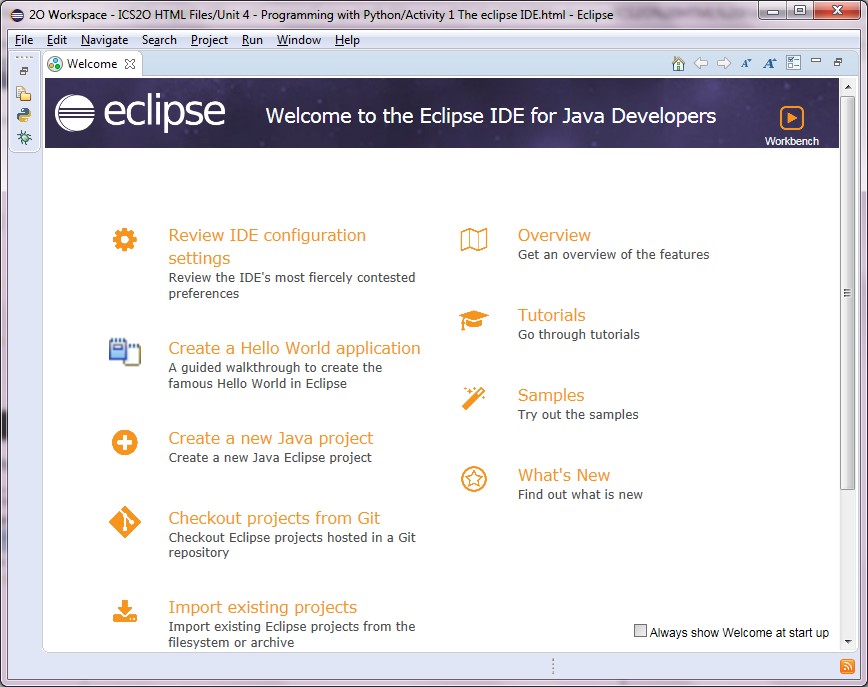 2O Workspace - ICS2O HTML Files/Unit 4 - Programming with Python/Activity 1 The eclipse IDE.html - Eclipse
File Edit Navigate Search Project Run Window Help
Welcome
eclipse
Welcome to the Eclipse IDE for Java Developers
Workbench
Review IDE configuration
settings
Review the IDE's most fiercely contested
preferences
Create a Hello World application
A guided walkthrough to create the
famous Hello World in Eclipse
Create a new Java project
Create a new Java Eclipse project
Checkout projects from Git
Checkout Eclipse projects hosted in a Git
repository
Import existing projects
Import existing Eclipse projects from the
filesystem or archive
Overview
Get an overview of the features
Tutorials
Go through tutorials
Samples
Try out the samples
What's New
Find out what is new
Always show Welcome at start up